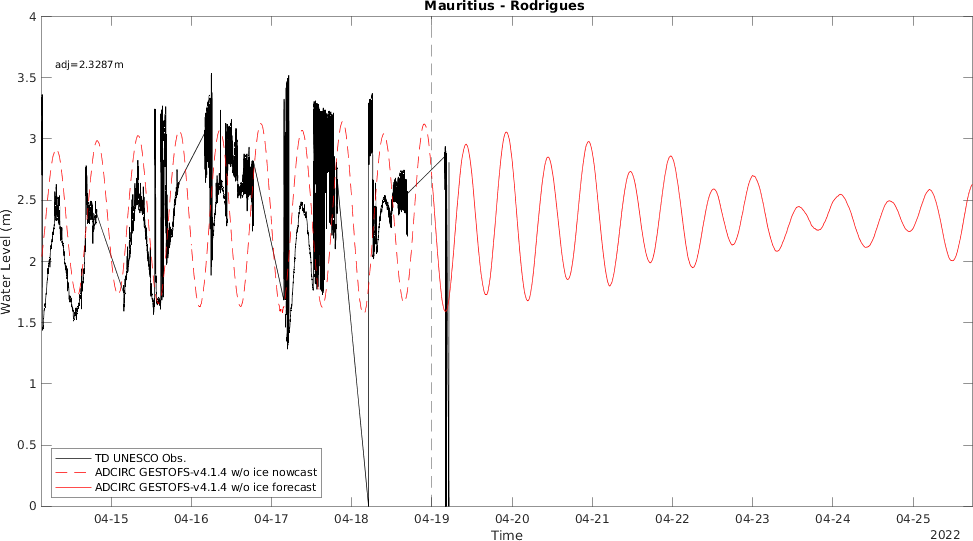 Mauritius - Rodrigues
4
3.5
3
2.5
2
1.5
1
0.5
0
Water Level (m)
adj=2.3287m
TD UNESCO Obs.
ADCIRC GESTOFS-v4.1.4 w/o ice nowcast
ADCIRC GESTOFS-v4.1.4 w/o ice forecast
04-15 04-16 04-17 04-18 04-19 04-20 04-21 04-22 04-23 04-24 04-25
Time
2022